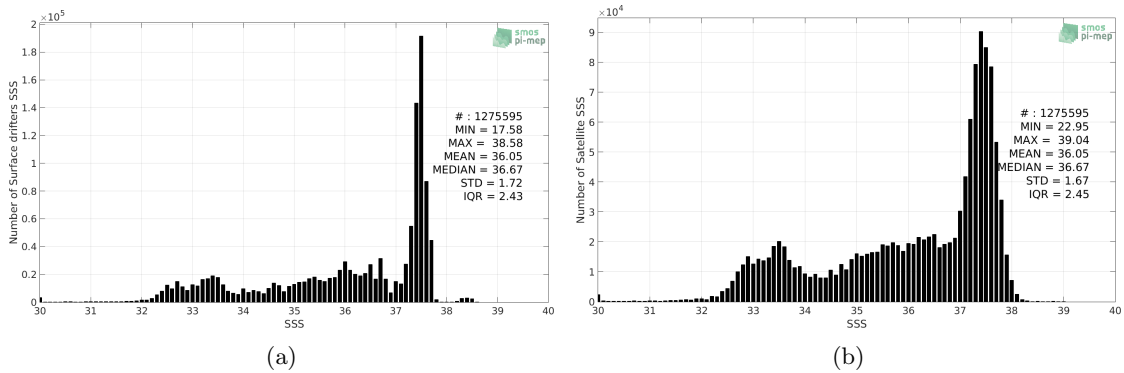 ×10⁵
2
1.8
1.6
1.4
1.2
1
0.8
0.6
0.4
0.2
0
Number of Surface drifters SSS
smos
pi-mep
# : 1275595
MIN = 17.58
MAX = 38.58
MEAN = 36.05
MEDIAN = 36.67
STD = 1.72
IQR = 2.43
30 31 32 33 34 35 36 37 38 39 40
SSS
(a)
×10⁴
9
8
7
6
5
4
3
2
1
0
Number of Satellite SSS
smos
pi-mep
# : 1275595
MIN = 22.95
MAX = 39.04
MEAN = 36.05
MEDIAN = 36.67
STD = 1.67
IQR = 2.45
30 31 32 33 34 35 36 37 38 39 40
SSS
(b)